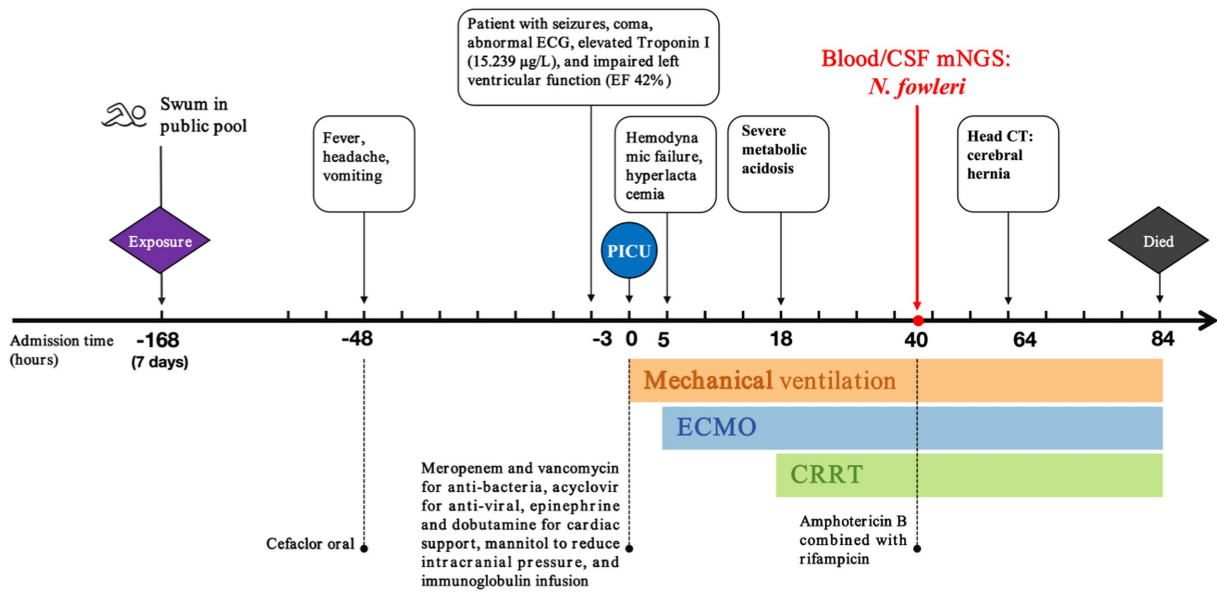 Patient with seizures, coma,
abnormal ECG, elevated Troponin I
(15.239 µg/L), and impaired left
ventricular function (EF 42%)
Blood/CSF mNGS:
N. fowleri
Swum in
public pool
Fever,
headache,
vomiting
Hemodyna
mic failure,
hyperlacta
cemia
Severe
metabolic
acidosis
Head CT:
cerebral
hernia
Exposure
PICU
Died
Admission time
(hours)
-168
(7 days)
-48
-3
0
5
18
40
64
84
Mechanical ventilation
ECMO
CRRT
Cefaclor oral
Meropenem and vancomycin
for anti-bacteria, acyclovir
for anti-viral, epinephrine
and dobutamine for cardiac
support, mannitol to reduce
intracranial pressure, and
immunoglobulin infusion
Amphotericin B
combined with
rifampicin